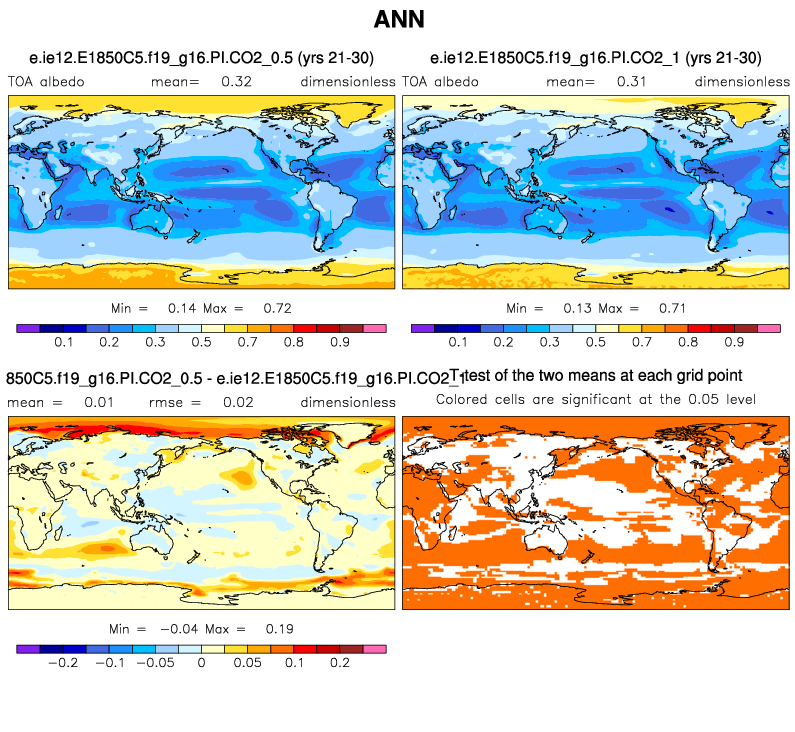 ANN
e.ie12.E1850C5.f19_g16.PI.CO2_0.5 (yrs 21-30)
TOA albedo mean= 0.32 dimensionless
Min = 0.14 Max = 0.72
0.1 0.2 0.3 0.5 0.7 0.8 0.9
e.ie12.E1850C5.f19_g16.PI.CO2_1 (yrs 21-30)
TOA albedo mean= 0.31 dimensionless
Min = 0.13 Max = 0.71
0.1 0.2 0.3 0.5 0.7 0.8 0.9
850C5.f19_g16.PI.CO2_0.5 - e.ie12.E1850C5.f19_g16.PI.CO2_1
mean = 0.01 rmse = 0.02 dimensionless
Min = -0.04 Max = 0.19
-0.2 -0.1 -0.05 0 0.05 0.1 0.2
T-test of the two means at each grid point
Colored cells are significant at the 0.05 level